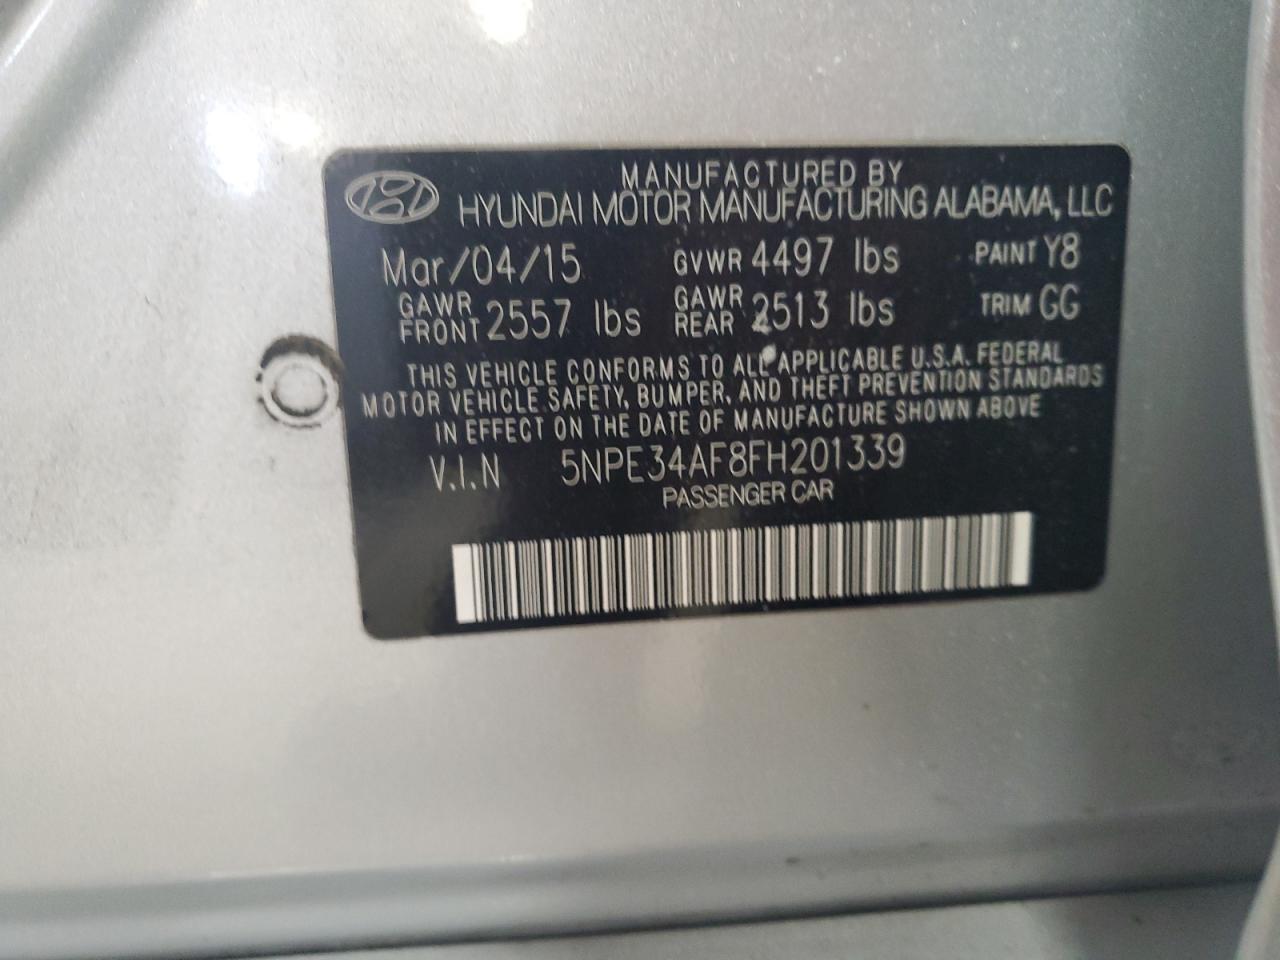 MANUFACTURED BY
HYUNDAI MOTOR MANUFACTURING ALABAMA, LLC
Mar/04/15 GVWR 4497 lbs PAINT Y8
GAWR FRONT 2557 lbs GAWR REAR 2513 lbs TRIM GG
THIS VEHICLE CONFORMS TO ALL APPLICABLE U.S.A. FEDERAL
MOTOR VEHICLE SAFETY, BUMPER, AND THEFT PREVENTION STANDARDS
IN EFFECT ON THE DATE OF MANUFACTURE SHOWN ABOVE
V.I.N 5NPE34AF8FH201339
PASSENGER CAR